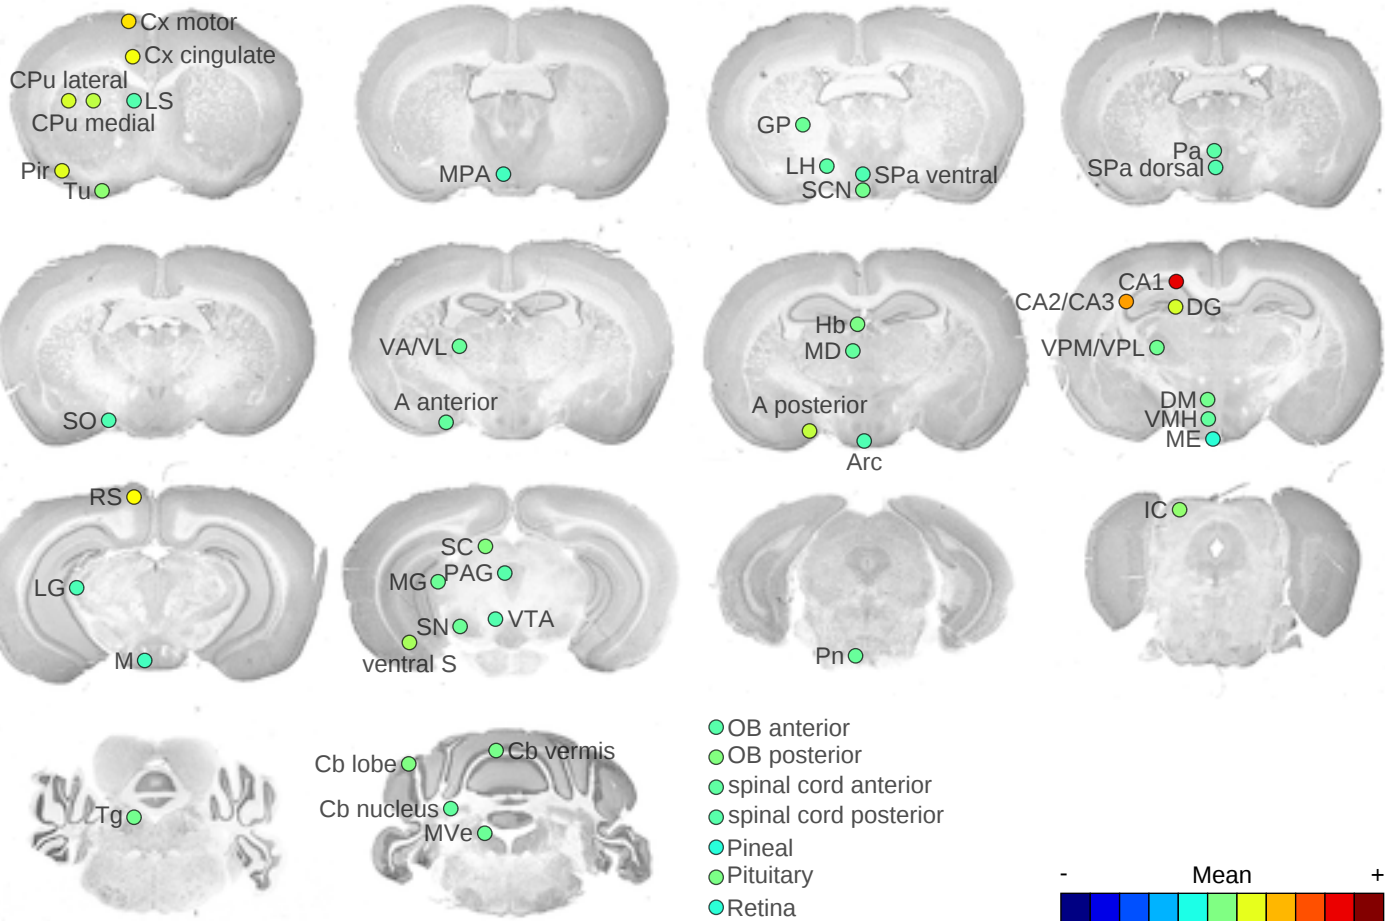 Cx motor
Cx cingulate
CPu lateral
LS
CPu medial
Pir
Tu
MPA
GP
LH
SPa ventral
SCN
Pa
SPa dorsal
SO
VA/VL
A anterior
Hb
MD
A posterior
Arc
CA1
CA2/CA3
DG
VPM/VPL
DM
VMH
ME
RS
LG
M
SC
MG
PAG
SN
VTA
ventral S
Pn
IC
Tg
Cb lobe
Cb vermis
Cb nucleus
MVe
OB anterior
OB posterior
spinal cord anterior
spinal cord posterior
Pineal
Pituitary
Retina
- Mean +